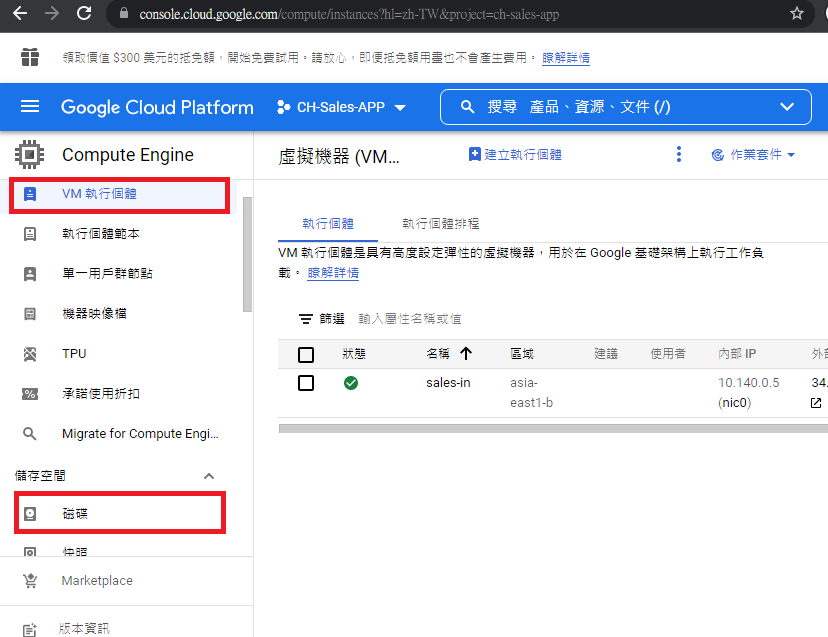 console.cloud.google.com/compute/instances?hl=zh-TW&project=ch-sales-app
領取價值 $300 美元的抵免額，開始免費試用。請放心，即便抵免額用盡也不會產生費用。 瞭解詳情
Google Cloud Platform
CH-Sales-APP
搜尋 產品、資源、文件 (/)
Compute Engine
虛擬機器 (VM...
建立執行個體
作業套件
VM 執行個體
執行個體範本
單一用戶群節點
機器映像檔
TPU
承諾使用折扣
Migrate for Compute Engi...
儲存空間
磁碟
快照
Marketplace
版本資訊
執行個體
執行個體排程
VM 執行個體是具有高度設定彈性的虛擬機器，用於在 Google 基礎架構上執行工作負
載。 瞭解詳情
篩選 輸入屬性名稱或值
狀態 名稱 區域 建議 使用者 內部 IP 外部
sales-in asia- 10.140.0.5 34.
east1-b (nic0)